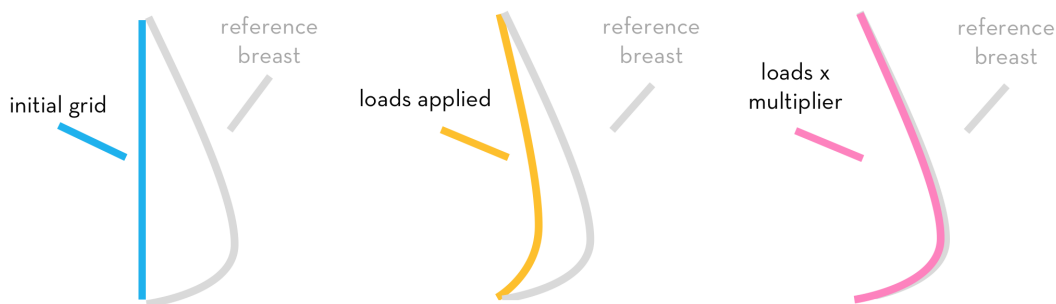 initial grid
reference
breast
loads applied
reference
breast
loads x
multiplier
reference
breast